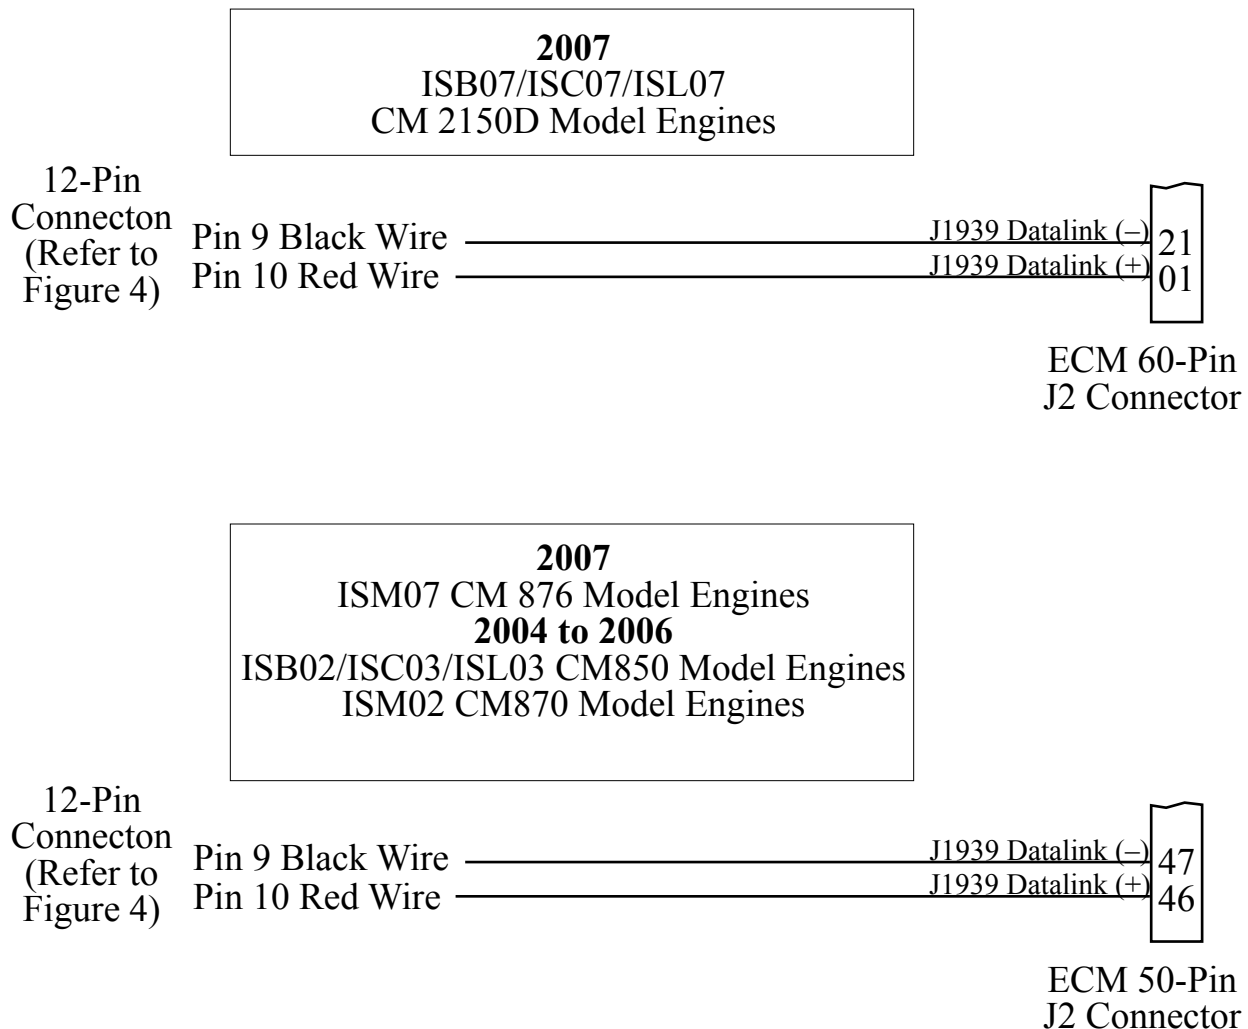 2007
ISB07/ISC07/ISL07
CM 2150D Model Engines
12-Pin
Connecton
(Refer to
Figure 4)
Pin 9 Black Wire
Pin 10 Red Wire
J1939 Datalink (–)
J1939 Datalink (+)
21
01
ECM 60-Pin
J2 Connector
2007
ISM07 CM 876 Model Engines
2004 to 2006
ISB02/ISC03/ISL03 CM850 Model Engines
ISM02 CM870 Model Engines
12-Pin
Connecton
(Refer to
Figure 4)
Pin 9 Black Wire
Pin 10 Red Wire
J1939 Datalink (–)
J1939 Datalink (+)
47
46
ECM 50-Pin
J2 Connector